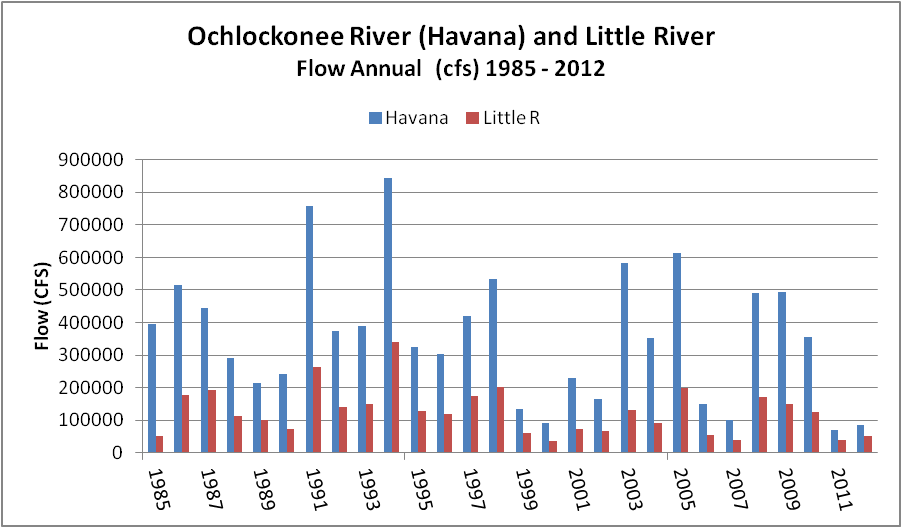 Ochlockonee River (Havana) and Little River
Flow Annual (cfs) 1985 - 2012
Havana Little R
900000
800000
700000
600000
500000
400000
300000
200000
100000
0
Flow (CFS)
1985 1987 1989 1991 1993 1995 1997 1999 2001 2003 2005 2007 2009 2011